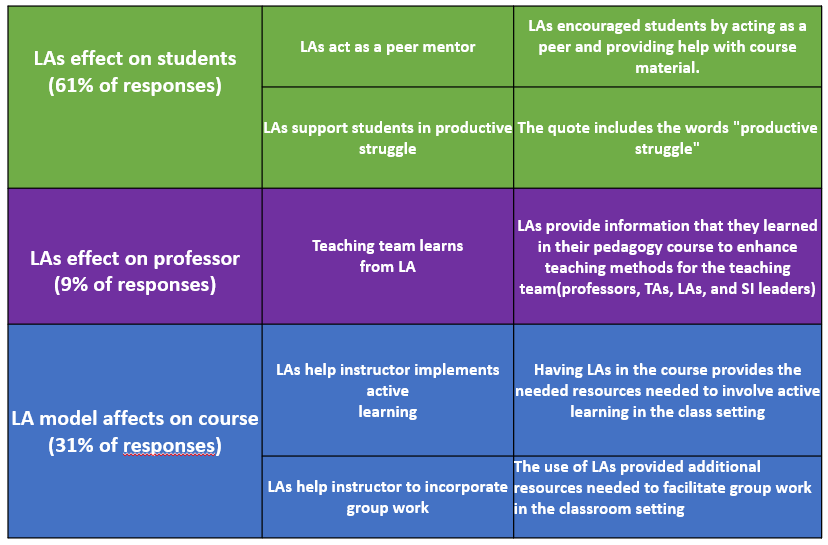 LAs effect on students
(61% of responses)
LAs act as a peer mentor
LAs encouraged students by acting as a
peer and providing help with course
material.
LAs support students in productive
struggle
The quote includes the words "productive
struggle"
LAs effect on professor
(9% of responses)
Teaching team learns
from LA
LAs provide information that they learned
in their pedagogy course to enhance
teaching methods for the teaching
team(professors, TAs, LAs, and SI leaders)
LA model affects on course
(31% of responses)
LAs help instructor implements
active
learning
Having LAs in the course provides the
needed resources needed to involve active
learning in the class setting
LAs help instructor to incorporate
group work
The use of LAs provided additional
resources needed to facilitate group work
in the classroom setting